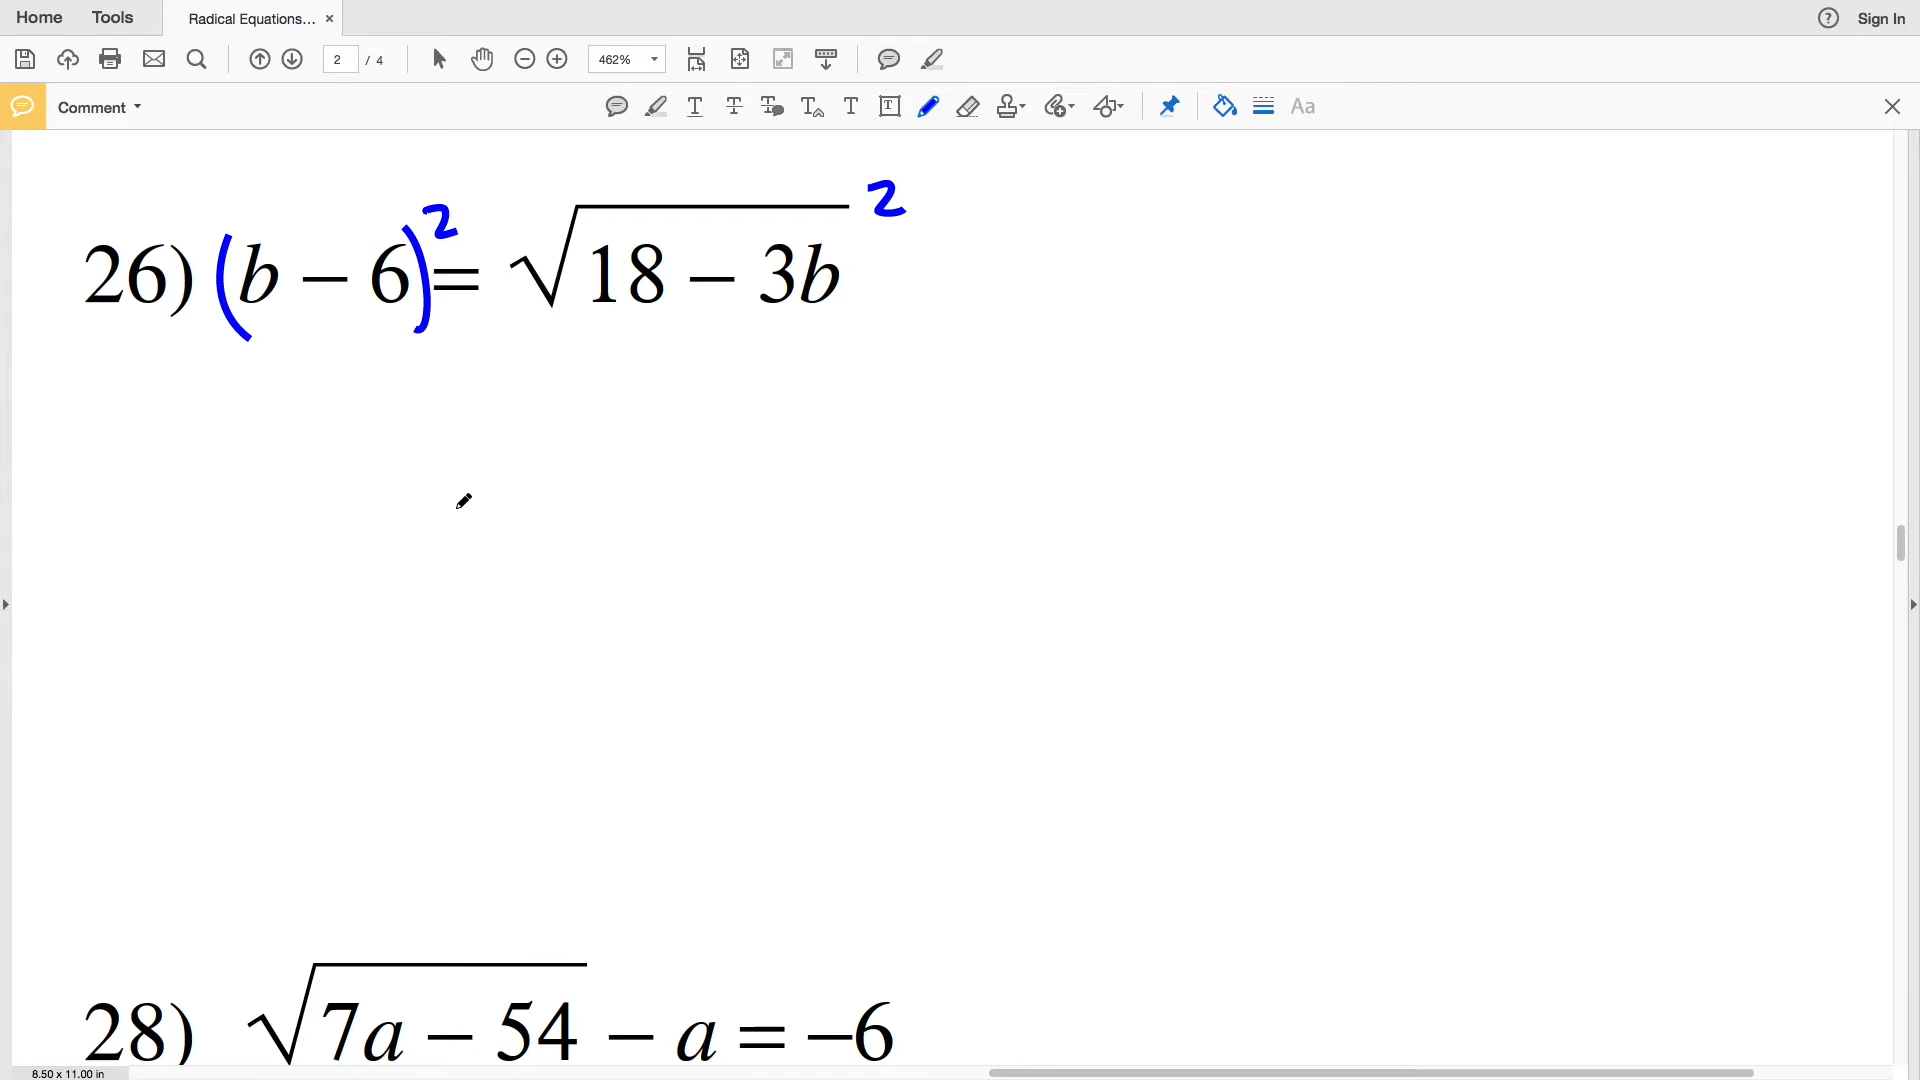 Home Tools Radical Equations... × ? Sign In
2 / 4 462%
Comment T T T T T T Aa
26) (b − 6)² = √18 − 3b ²
28) √7a − 54 − a = −6
8.50 x 11.00 in